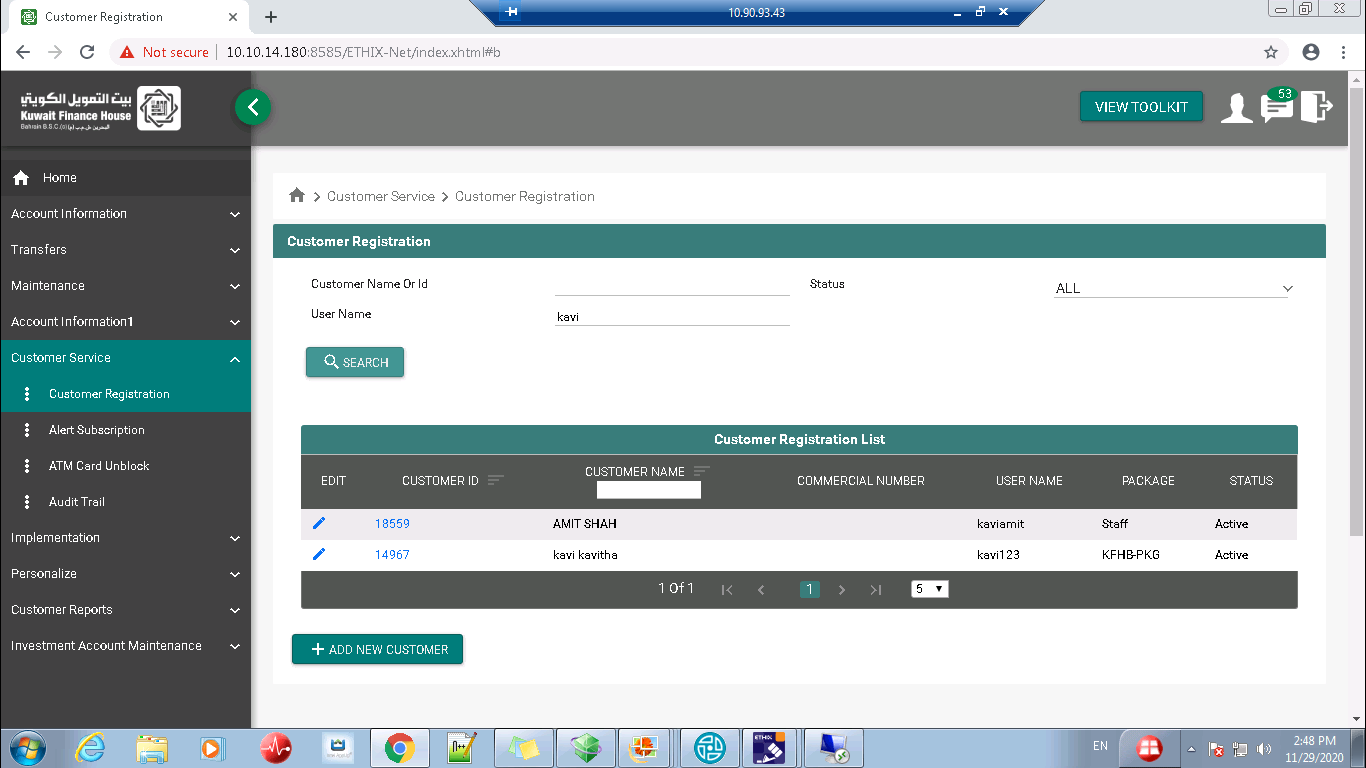 Customer Registration
10.90.93.43
Not secure
10.10.14.180:8585/ETHIX-Net/index.xhtml#b
بيت التمويل الكويتي
Kuwait Finance House
Bahrain B.S.C.(c)
VIEW TOOLKIT
53
Home
Account Information
Transfers
Maintenance
Account Information1
Customer Service
Customer Registration
Alert Subscription
ATM Card Unblock
Audit Trail
Implementation
Personalize
Customer Reports
Investment Account Maintenance
Customer Service
Customer Registration
Customer Registration
Customer Name Or Id
Status
ALL
User Name
kavi
SEARCH
Customer Registration List
EDIT CUSTOMER ID CUSTOMER NAME COMMERCIAL NUMBER USER NAME PACKAGE STATUS
18559 AMIT SHAH kaviamit Staff Active
14967 kavi kavitha kavi123 KFHB-PKG Active
1 Of 1
1
5
ADD NEW CUSTOMER
ETHIX
EN
2:48 PM
11/29/2020